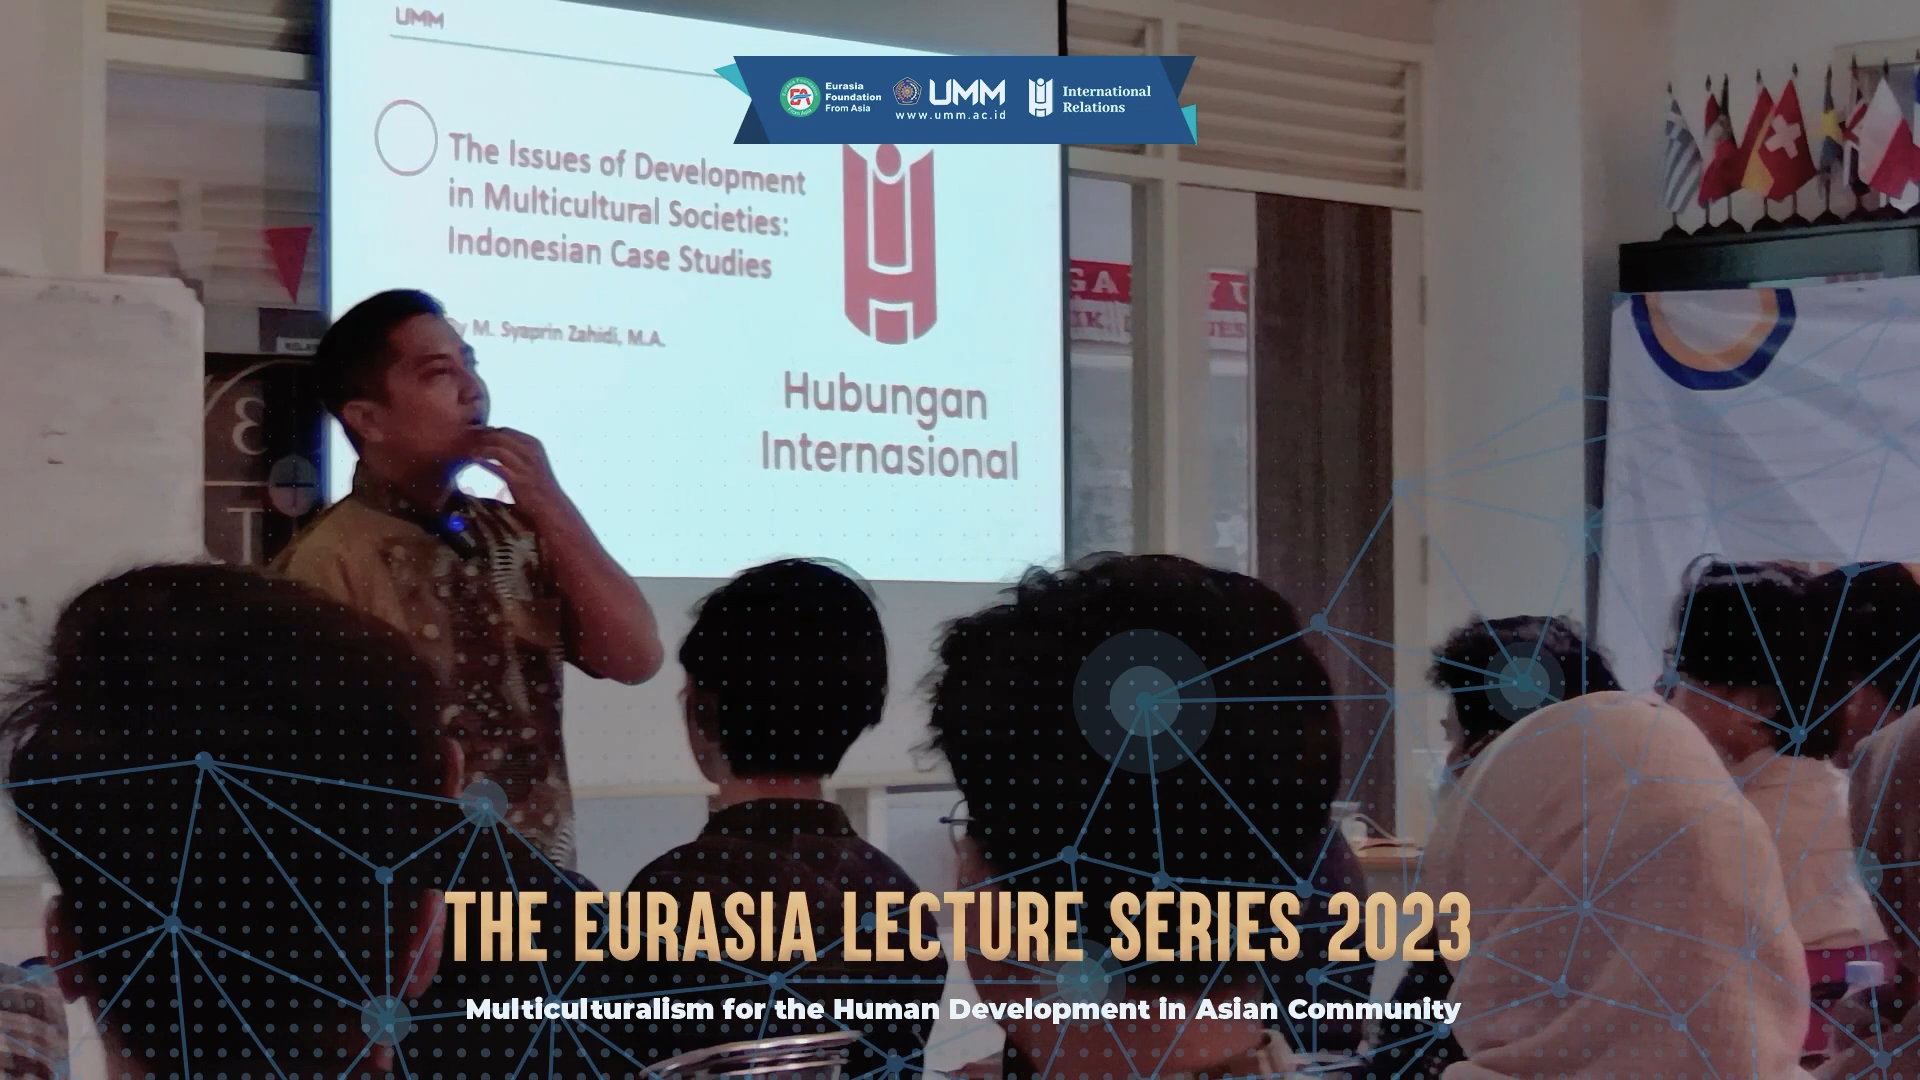 UMM
Eurasia
Foundation
From Asia
UMM
www.umm.ac.id
International
Relations
The Issues of Development
in Multicultural Societies:
Indonesian Case Studies
By M. Syaprin Zahidi, M.A.
Hubungan
Internasional
THE EURASIA LECTURE SERIES 2023
Multiculturalism for the Human Development in Asian Community